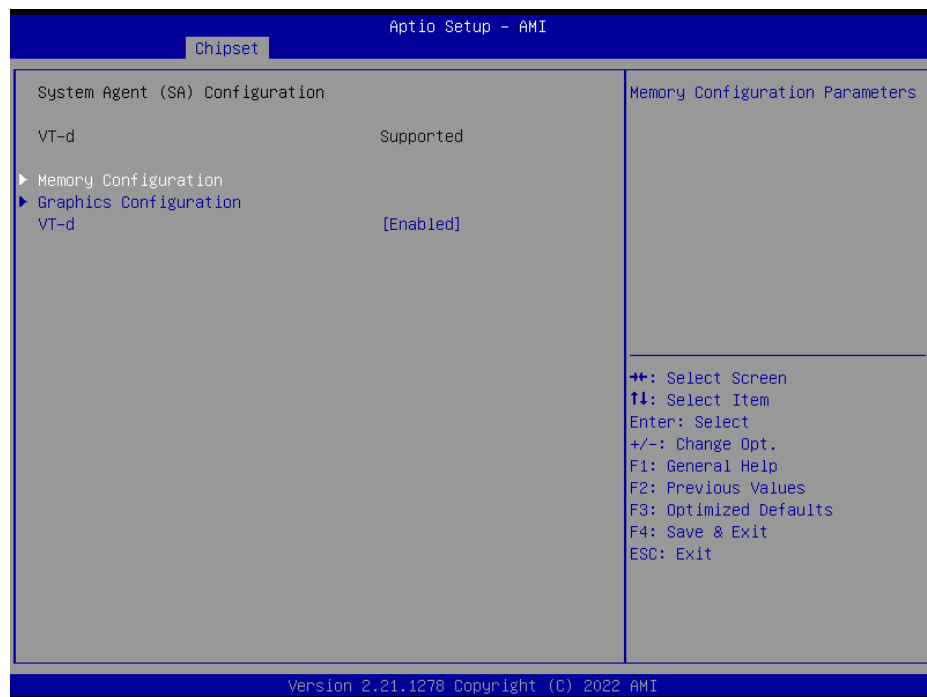 Aptio Setup – AMI
Chipset
System Agent (SA) Configuration
VT-d Supported
▶ Memory Configuration
▶ Graphics Configuration
VT-d [Enabled]
Memory Configuration Parameters
→←: Select Screen
↑↓: Select Item
Enter: Select
+/-: Change Opt.
F1: General Help
F2: Previous Values
F3: Optimized Defaults
F4: Save & Exit
ESC: Exit
Version 2.21.1278 Copyright (C) 2022 AMI